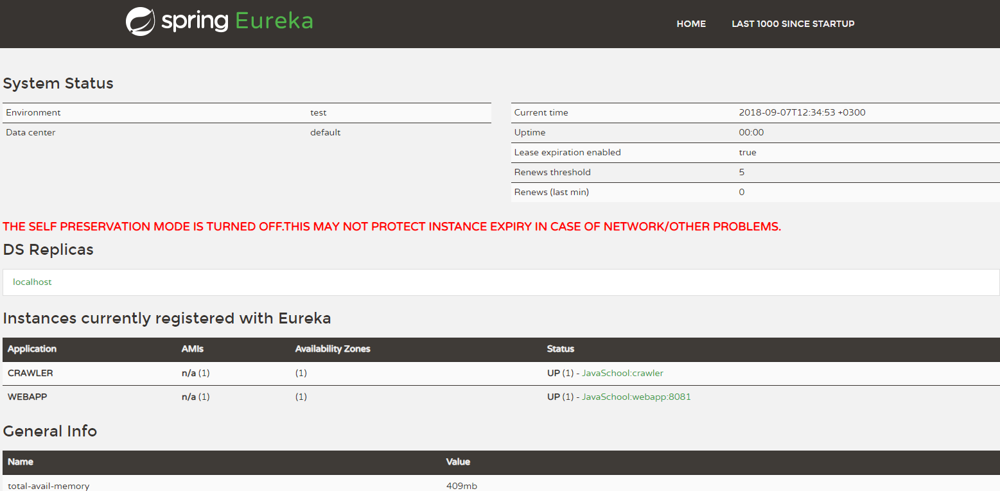 spring Eureka
HOME LAST 1000 SINCE STARTUP
System Status
Environment test
Data center default
Current time 2018-09-07T12:34:53 +0300
Uptime 00:00
Lease expiration enabled true
Renews threshold 5
Renews (last min) 0
THE SELF PRESERVATION MODE IS TURNED OFF.THIS MAY NOT PROTECT INSTANCE EXPIRY IN CASE OF NETWORK/OTHER PROBLEMS.
DS Replicas
localhost
Instances currently registered with Eureka
Application AMIs Availability Zones Status
CRAWLER n/a (1) (1) UP (1) - JavaSchool:crawler
WEBAPP n/a (1) (1) UP (1) - JavaSchool:webapp:8081
General Info
Name Value
total-avail-memory 409mb